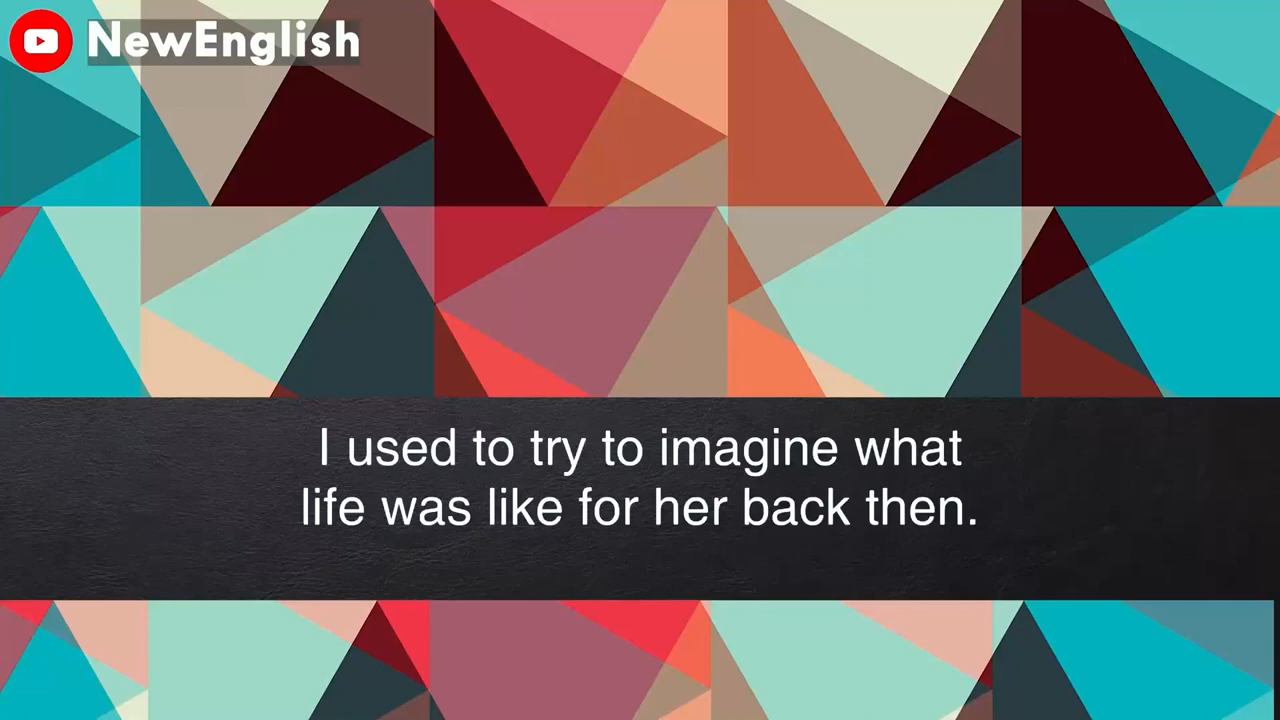 NewEnglish
I used to try to imagine what
life was like for her back then.